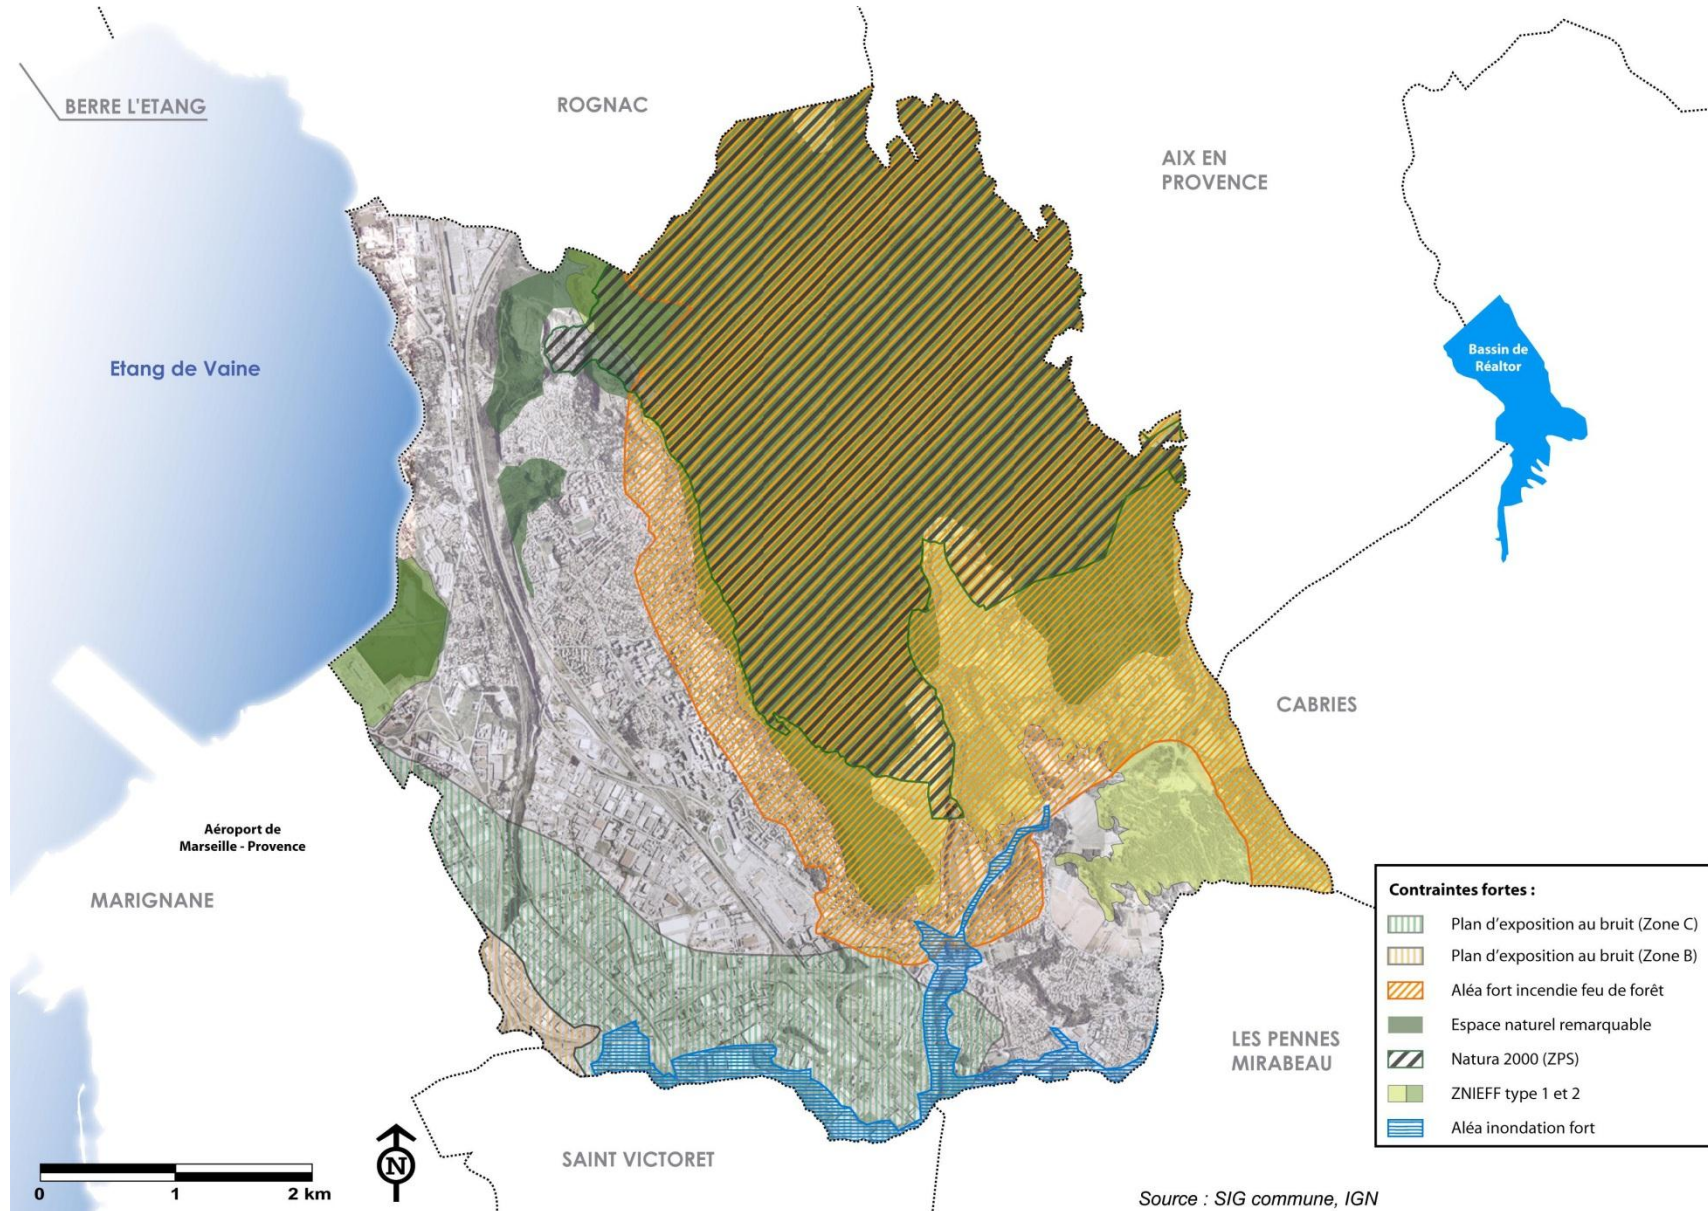 BERRE L'ETANG
ROGNAC
AIX EN
PROVENCE
Etang de Vaine
Bassin de
Réaltor
CABRIES
Aéroport de
Marseille - Provence
MARIGNANE
LES PENNES
MIRABEAU
SAINT VICTORET
Contraintes fortes :
Plan d'exposition au bruit (Zone C)
Plan d'exposition au bruit (Zone B)
Aléa fort incendie feu de forêt
Espace naturel remarquable
Natura 2000 (ZPS)
ZNIEFF type 1 et 2
Aléa inondation fort
N
0 1 2 km
Source : SIG commune, IGN